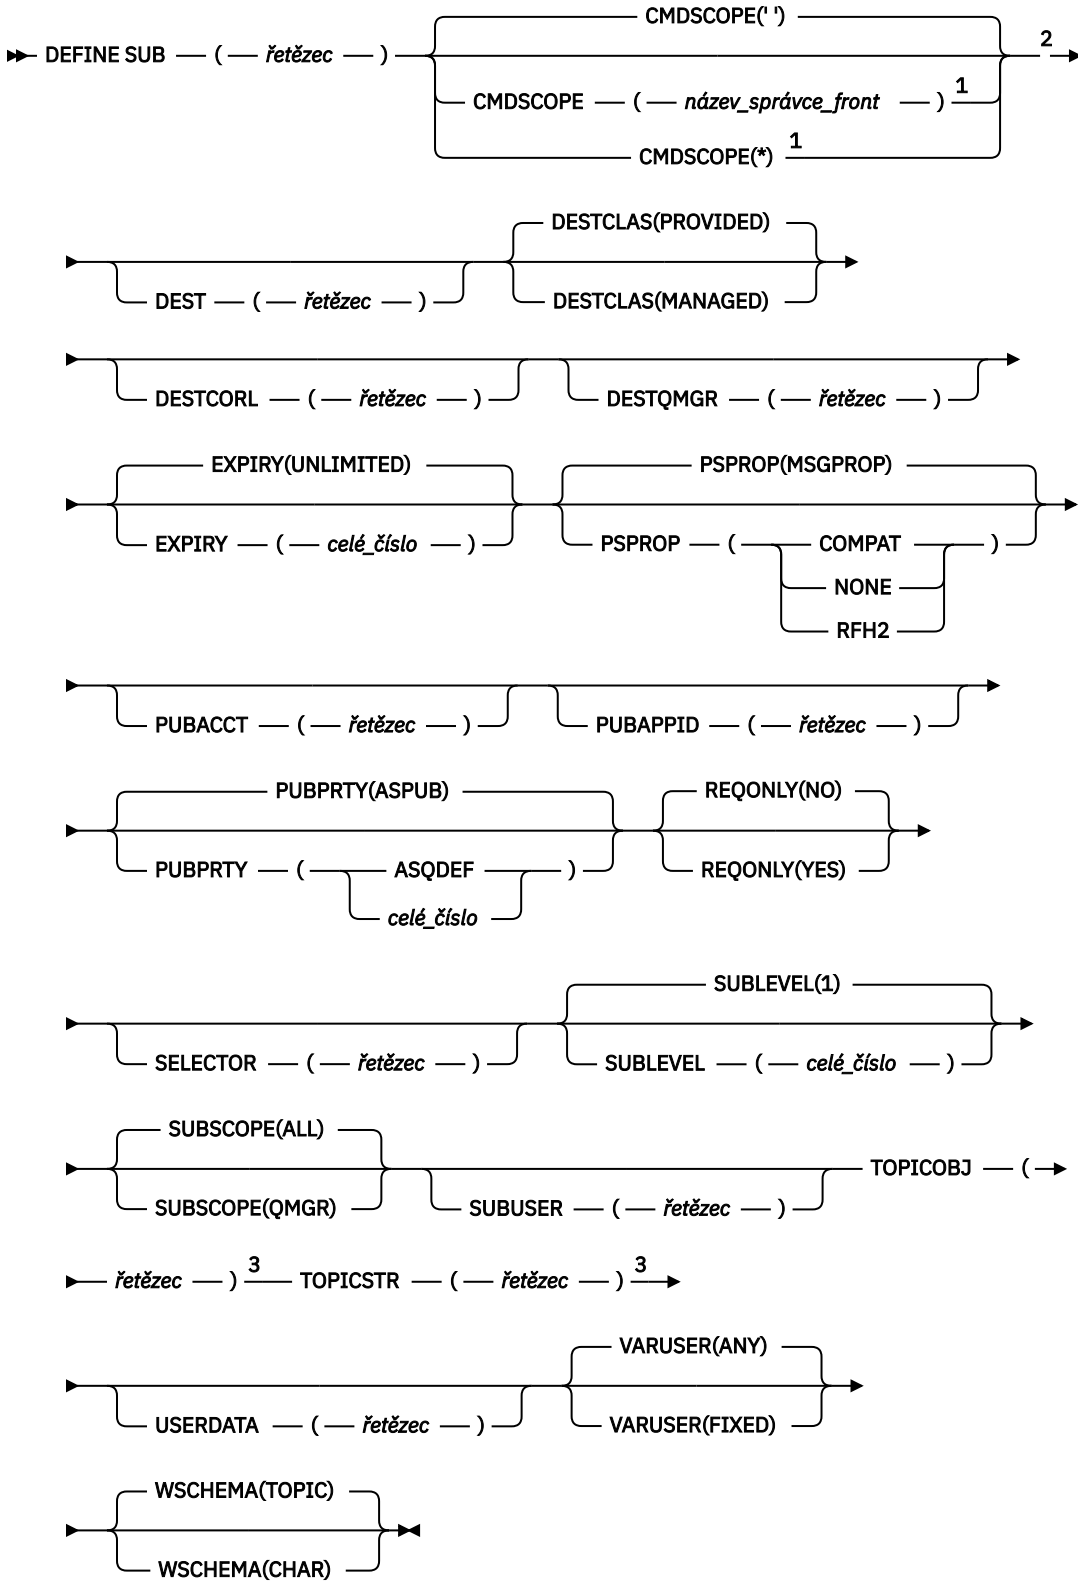 CMDSCOPE(' ')
DEFINE SUB ( řetězec ) 2
CMDSCOPE ( název_správce_front ) 1
CMDSCOPE(*) 1
DESTCLAS(PROVIDED)
DEST ( řetězec ) DESTCLAS(MANAGED)
DESTCORL ( řetězec ) DESTQMGR ( řetězec )
EXPIRY(UNLIMITED) PSPROP(MSGPROP)
EXPIRY ( celé_číslo ) PSPROP ( COMPAT )
NONE
RFH2
PUBACCT ( řetězec ) PUBAPPID ( řetězec )
PUBPRTY(ASPUB) REQONLY(NO)
PUBPRTY ( ASQDEF ) REQONLY(YES)
celé_číslo
SUBLEVEL(1)
SELECTOR ( řetězec ) SUBLEVEL ( celé_číslo )
SUBSCOPE(ALL)
TOPICOBJ (
SUBSCOPE(QMGR) SUBUSER ( řetězec )
řetězec ) 3 TOPICSTR ( řetězec ) 3
VARUSER(ANY)
USERDATA ( řetězec ) VARUSER(FIXED)
WSCHEMA(TOPIC)
WSCHEMA(CHAR)